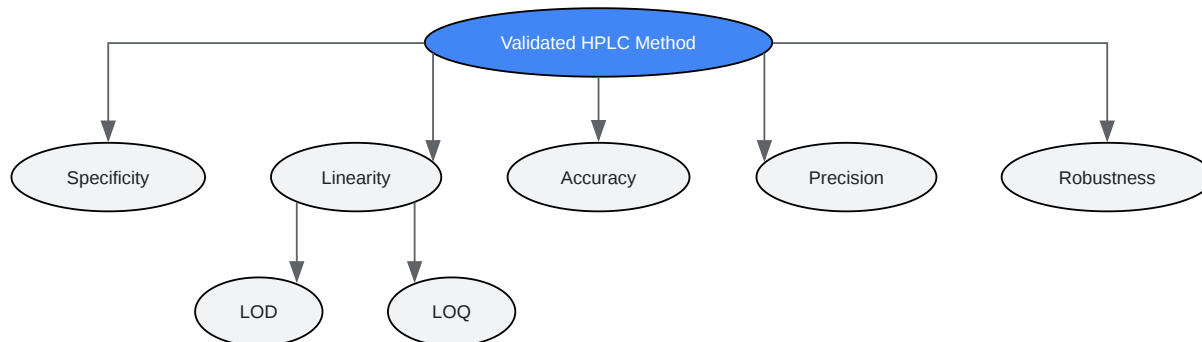 Validated HPLC Method
Specificity
Linearity
Accuracy
Precision
Robustness
LOD
LOQ